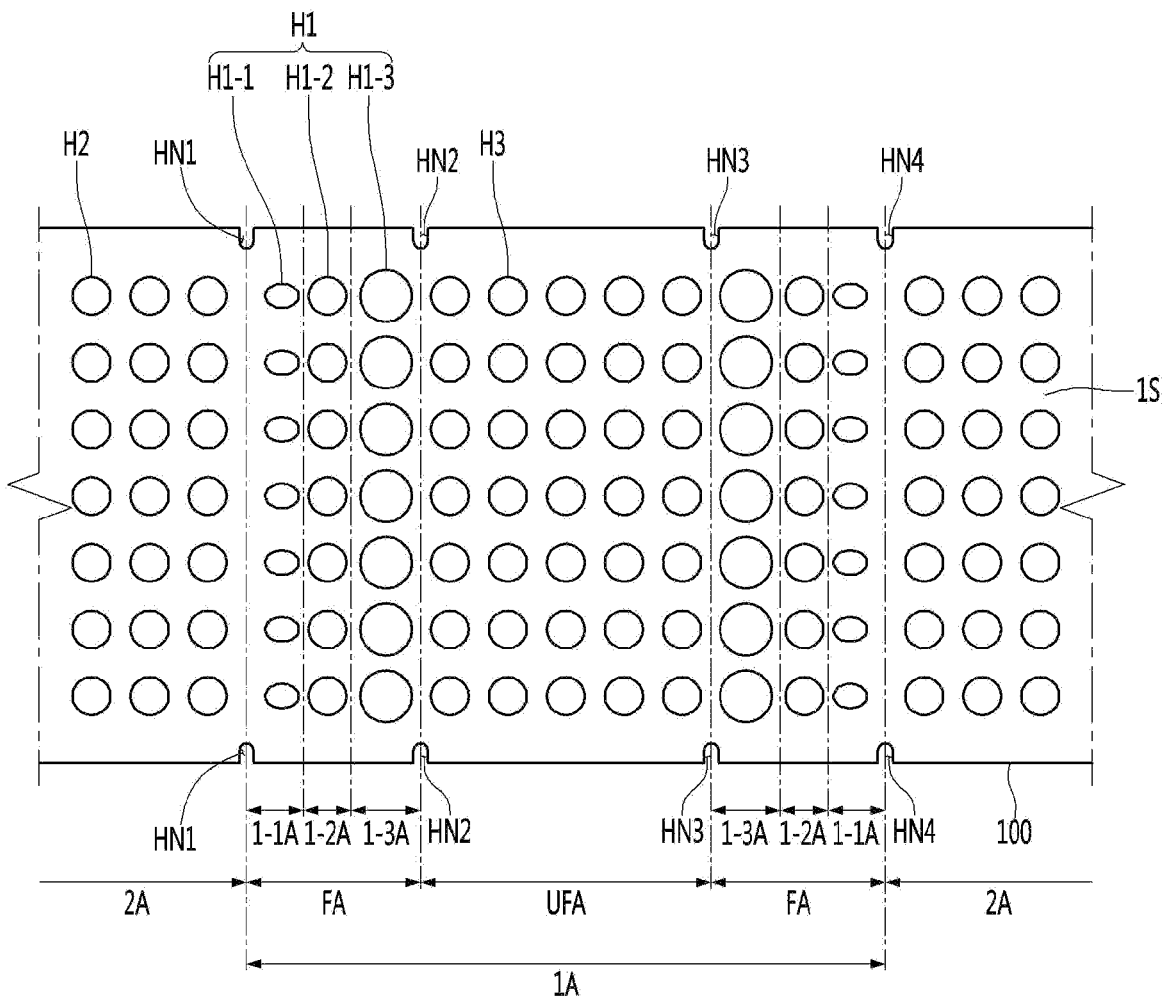 H1
H1-1 H1-2 H1-3
H2 HN1 HN2 H3 HN3 HN4
1S
HN1 1-1A 1-2A 1-3A HN2 HN3 1-3A 1-2A 1-1A HN4 100
2A FA UFA FA 2A
1A